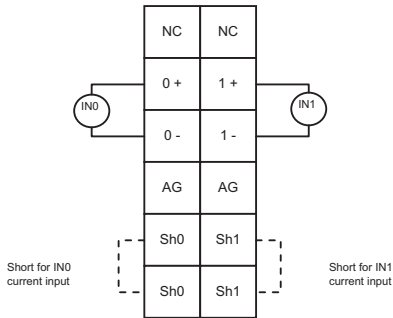 NC NC
0 + 1 +
IN0
IN1
0 - 1 -
AG AG
Sh0 Sh1
Short for IN0
current input
Short for IN1
current input
Sh0 Sh1